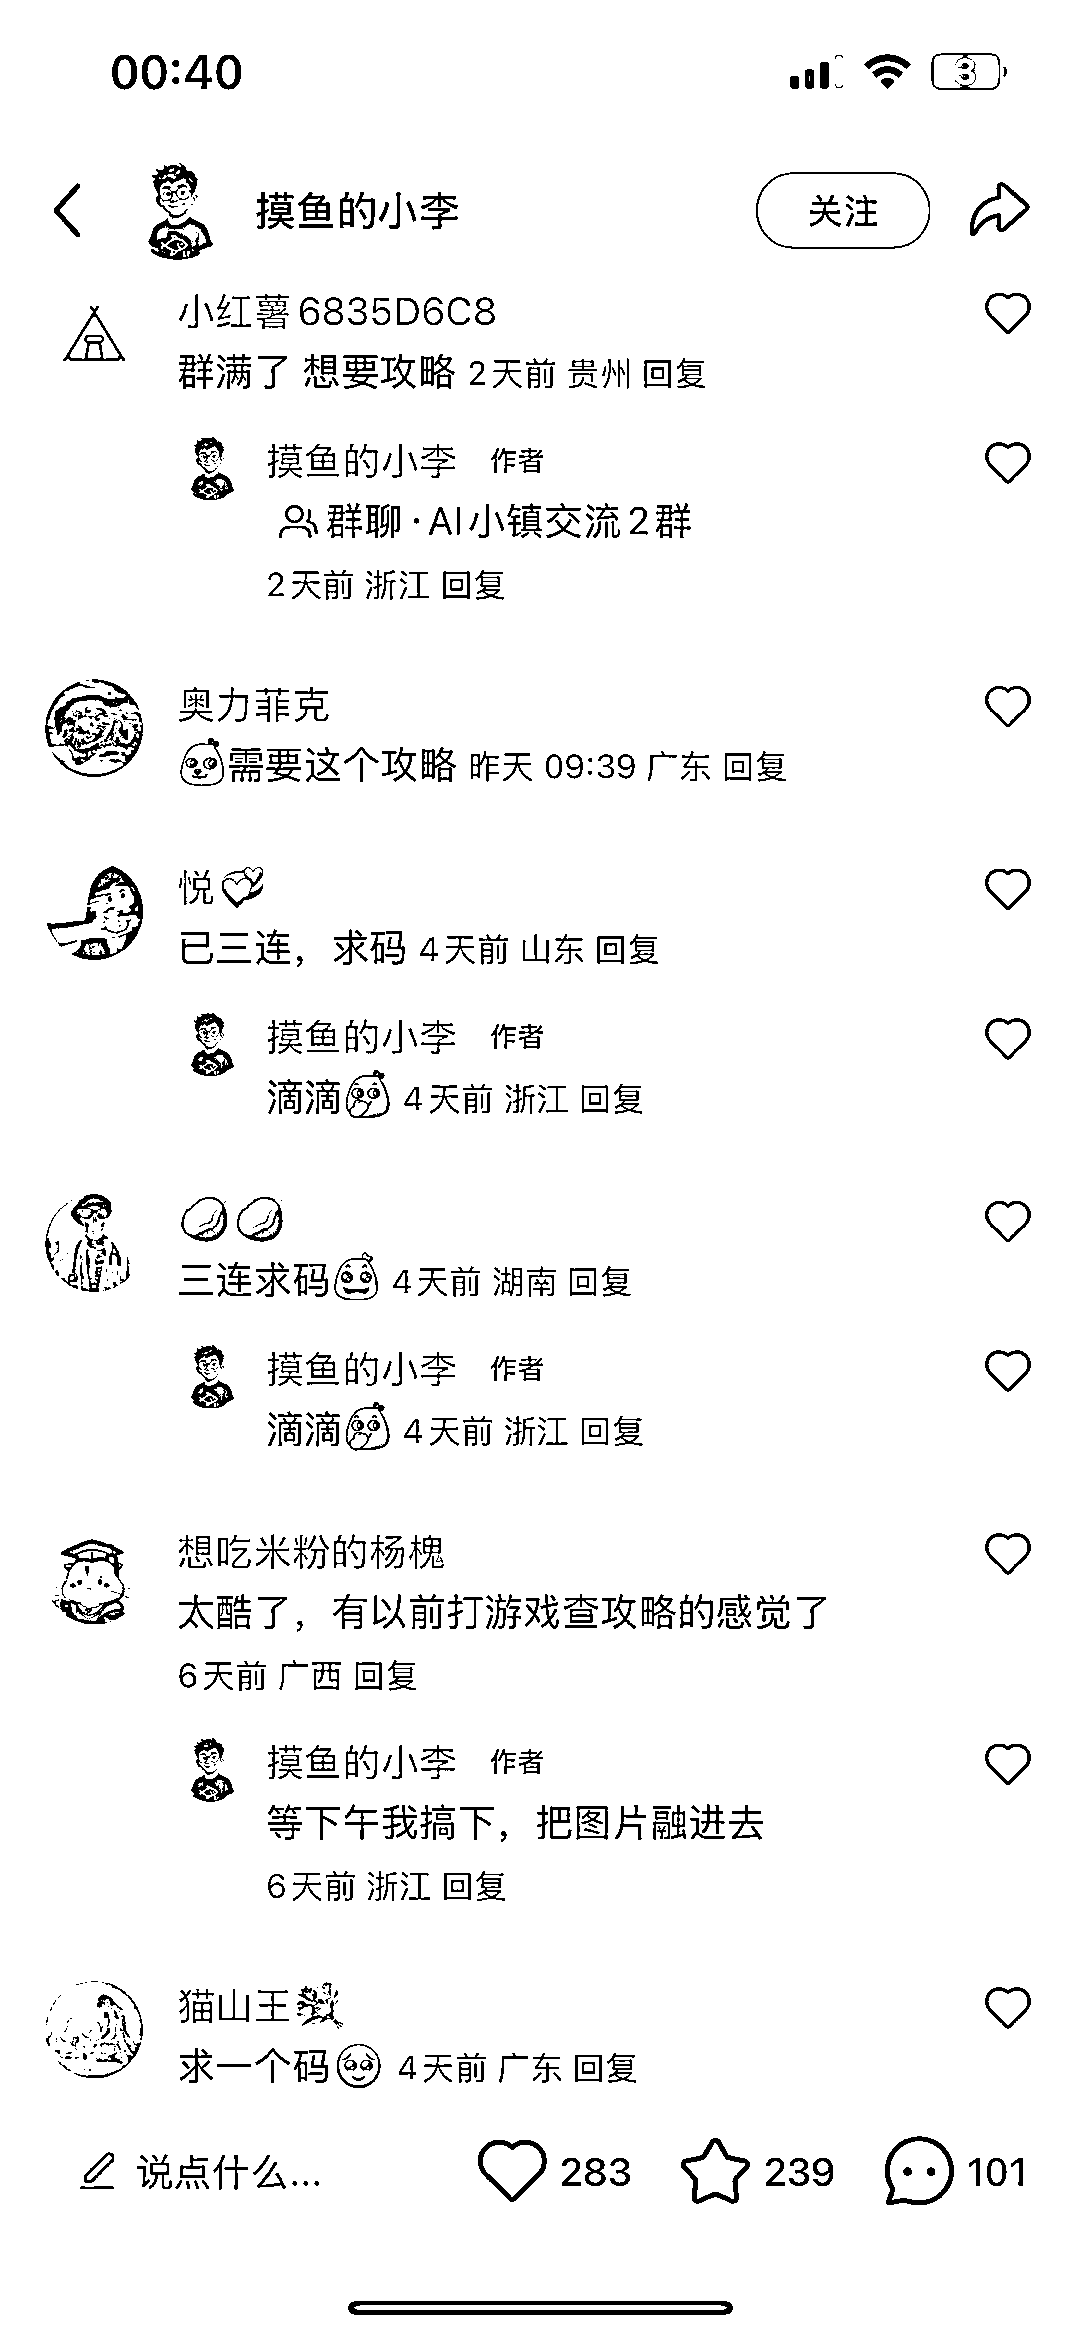 00:40
3
摸鱼的小李 关注
小红薯6835D6C8
群满了 想要攻略 2天前 贵州 回复
摸鱼的小李 作者
群聊·AI小镇交流2群
2天前 浙江 回复
奥力菲克
需要这个攻略 昨天 09:39 广东 回复
悦💞
已三连，求码 4天前 山东 回复
摸鱼的小李 作者
滴滴 4天前 浙江 回复
三连求码 4天前 湖南 回复
摸鱼的小李 作者
滴滴 4天前 浙江 回复
想吃米粉的杨槐
太酷了，有以前打游戏查攻略的感觉了
6天前 广西 回复
摸鱼的小李 作者
等下午我搞下，把图片融进去
6天前 浙江 回复
猫山王
求一个码🥹 4天前 广东 回复
说点什么... 283 239 101